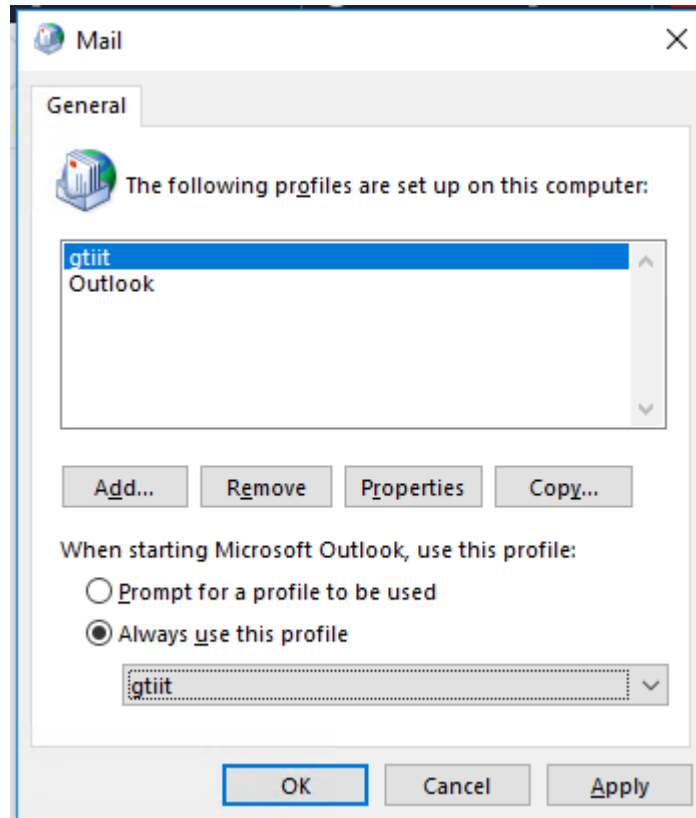 Mail
General
The following profiles are set up on this computer:
gtiit
Outlook
Add...
Remove
Properties
Copy...
When starting Microsoft Outlook, use this profile:
Prompt for a profile to be used
Always use this profile
gtiit
OK
Cancel
Apply